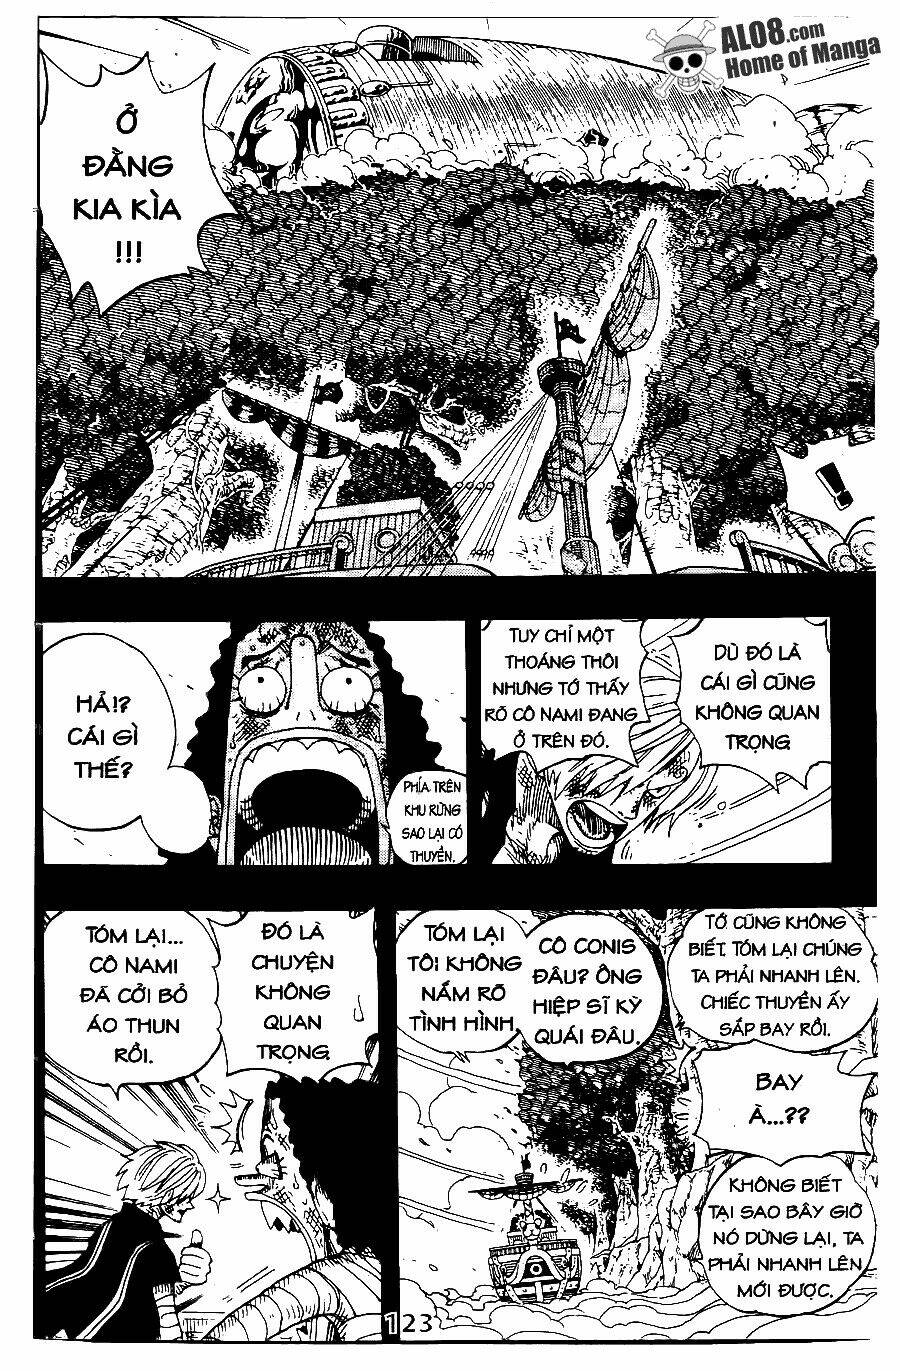 AL08.com
Home of Manga
Ở
ĐẰNG
KIA KÌA
!!!
!
HẢ!?
CÁI GÌ
THẾ?
PHÍA TRÊN
KHU RỪNG
SAO LẠI CÓ
THUYỀN.
TUY CHỈ MỘT
THOÁNG THÔI
NHƯNG TỚ THẤY
RÕ CÔ NAMI ĐANG
Ở TRÊN ĐÓ.
DÙ ĐÓ LÀ
CÁI GÌ CŨNG
KHÔNG QUAN
TRỌNG
TÓM LẠI...
CÔ NAMI
ĐÃ CỞI BỎ
ÁO THUN
RỒI.
ĐÓ LÀ
CHUYỆN
KHÔNG
QUAN
TRỌNG.
TÓM LẠI
TÔI KHÔNG
NẮM RÕ
TÌNH HÌNH.
CÔ CONIS
ĐÂU? ÔNG
HIỆP SĨ KỲ
QUÁI ĐÂU.
TỚ CŨNG KHÔNG
BIẾT. TÓM LẠI CHÚNG
TA PHẢI NHANH LÊN.
CHIẾC THUYỀN ẤY
SẮP BAY RỒI.
BAY
À...??
KHÔNG BIẾT
TẠI SAO BÂY GIỜ
NÓ DỪNG LẠI, TA
PHẢI NHANH LÊN
MỚI ĐƯỢC.
123